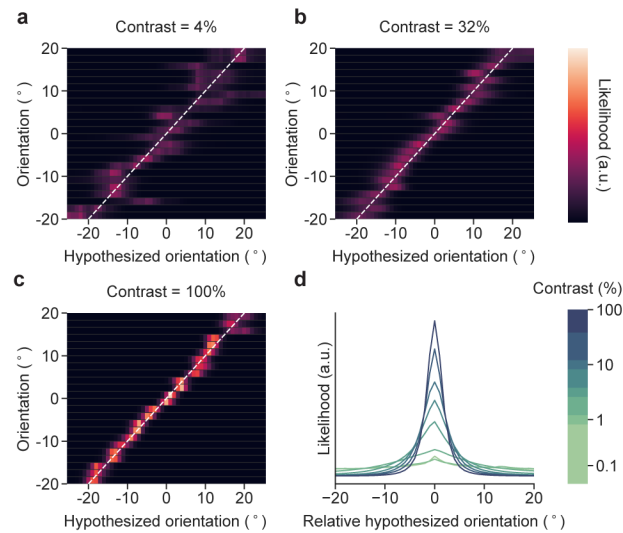 a
Contrast = 4%
20
10
0
-10
-20
Orientation (°)
-20 -10 0 10 20
Hypothesized orientation (°)
b
Contrast = 32%
20
10
0
-10
-20
Orientation (°)
-20 -10 0 10 20
Hypothesized orientation (°)
Likelihood (a.u.)
c
Contrast = 100%
20
10
0
-10
-20
Orientation (°)
-20 -10 0 10 20
Hypothesized orientation (°)
d
Likelihood (a.u.)
−20 −10 0 10 20
Relative hypothesized orientation (°)
Contrast (%)
100
10
1
0.1